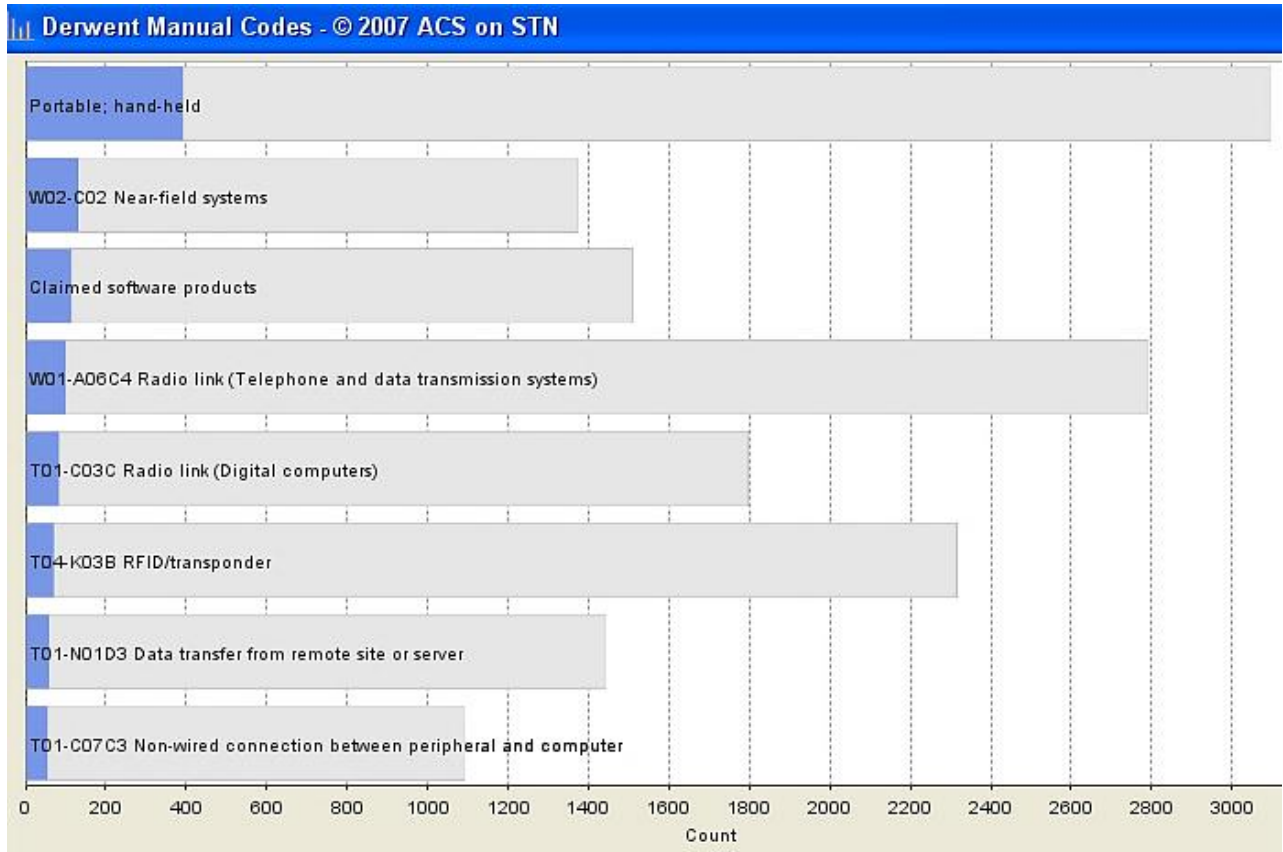 Derwent Manual Codes - © 2007 ACS on STN
Portable; hand-held
W02-C02 Near-field systems
Claimed software products
W01-A06C4 Radio link (Telephone and data transmission systems)
T01-C03C Radio link (Digital computers)
T04-K03B RFID/transponder
T01-N01D3 Data transfer from remote site or server
T01-C07C3 Non-wired connection between peripheral and computer
0 200 400 600 800 1000 1200 1400 1600 1800 2000 2200 2400 2600 2800 3000
Count